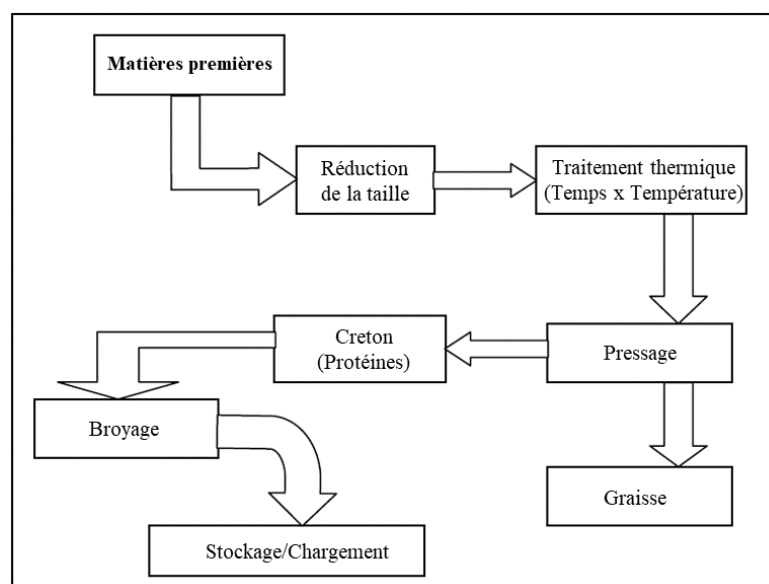 Matières premières
Réduction
de la taille
Traitement thermique
(Temps x Température)
Creton
(Protéines)
Pressage
Broyage
Graisse
Stockage/Chargement